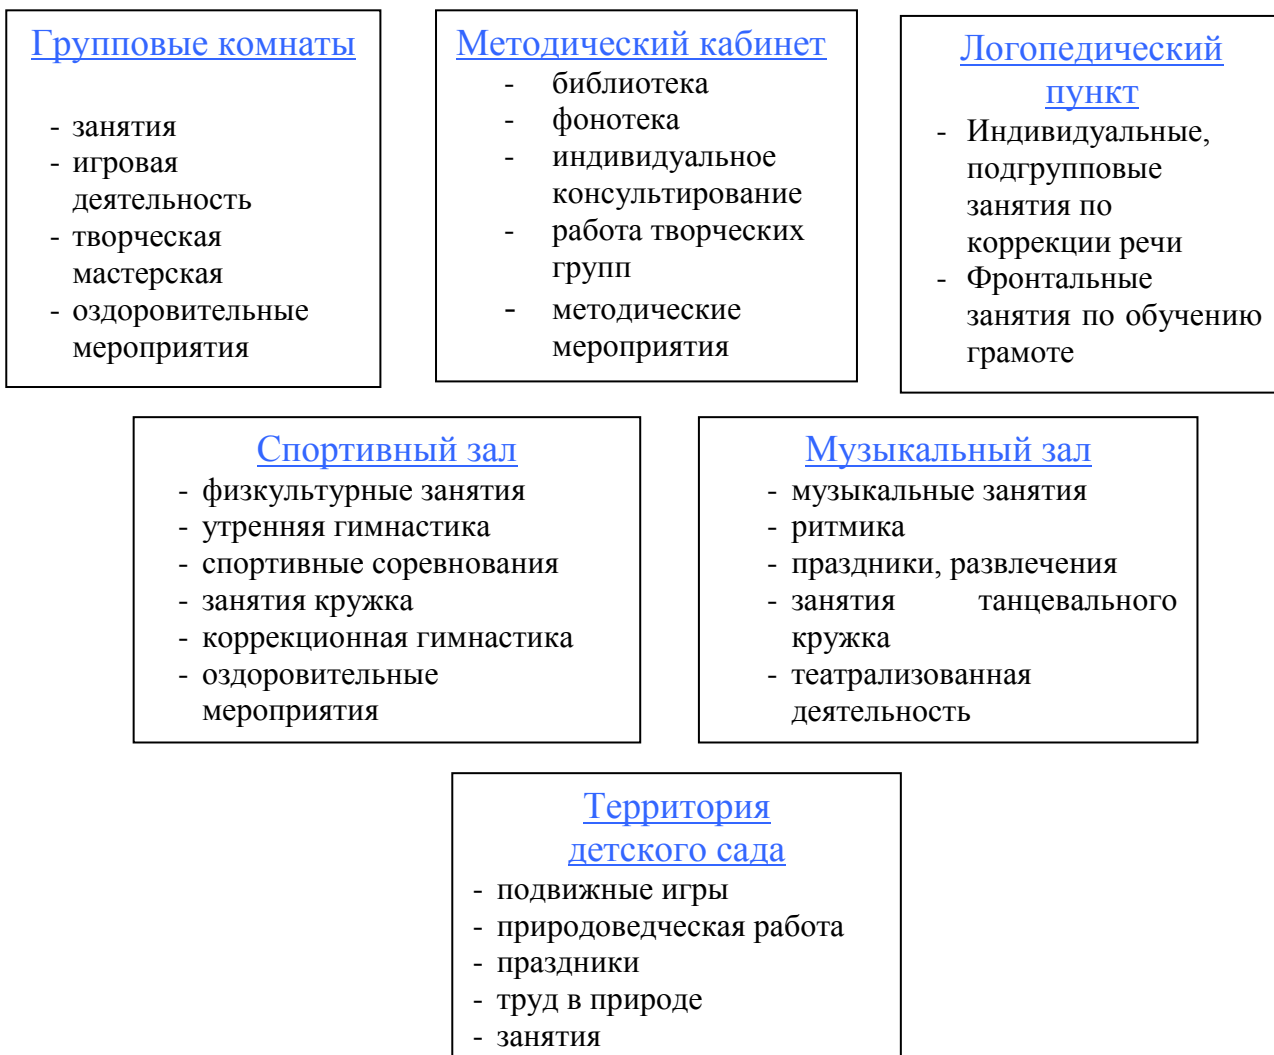 Групповые комнаты
- занятия
- игровая
деятельность
- творческая
мастерская
- оздоровительные
мероприятия
Методический кабинет
- библиотека
- фонотека
- индивидуальное
консультирование
- работа творческих
групп
- методические
мероприятия
Логопедический
пункт
- Индивидуальные,
подгрупповые
занятия по
коррекции речи
- Фронтальные
занятия по обучению
грамоте
Спортивный зал
- физкультурные занятия
- утренняя гимнастика
- спортивные соревнования
- занятия кружка
- коррекционная гимнастика
- оздоровительные
мероприятия
Музыкальный зал
- музыкальные занятия
- ритмика
- праздники, развлечения
- занятия танцевального
кружка
- театрализованная
деятельность
Территория
детского сада
- подвижные игры
- природоведческая работа
- праздники
- труд в природе
- занятия